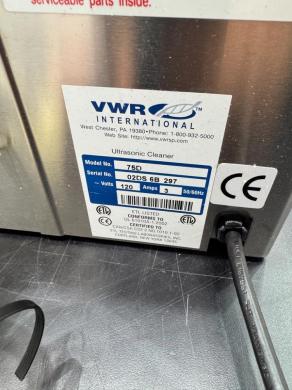 serviceable parts inside.
VWR™
INTERNATIONAL
West Chester, PA 19380•Phone: 1-800-932-5000
Web Site: www.vwrsp.com
Ultrasonic Cleaner
Model No. 75D
Serial No. 02DS 6B 297
~ Volts 120 Amps 3 50/60Hz
CE
ETL LISTED
CONFORMS TO
CERTIFIED TO